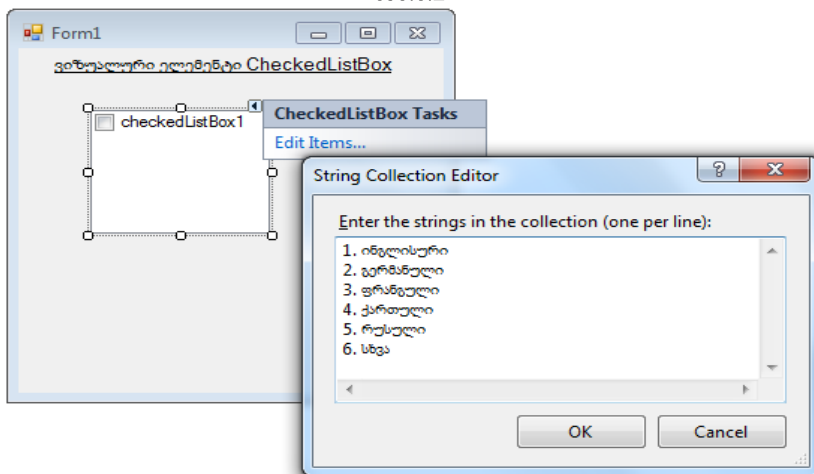 Form1
ვიზუალური ელემენტი CheckedListBox
checkedListBox1
CheckedListBox Tasks
Edit Items...
String Collection Editor
Enter the strings in the collection (one per line):
1. ინგლისური
2. გერმანული
3. ფრანგული
4. ქართული
5. რუსული
6. სხვა
OK
Cancel